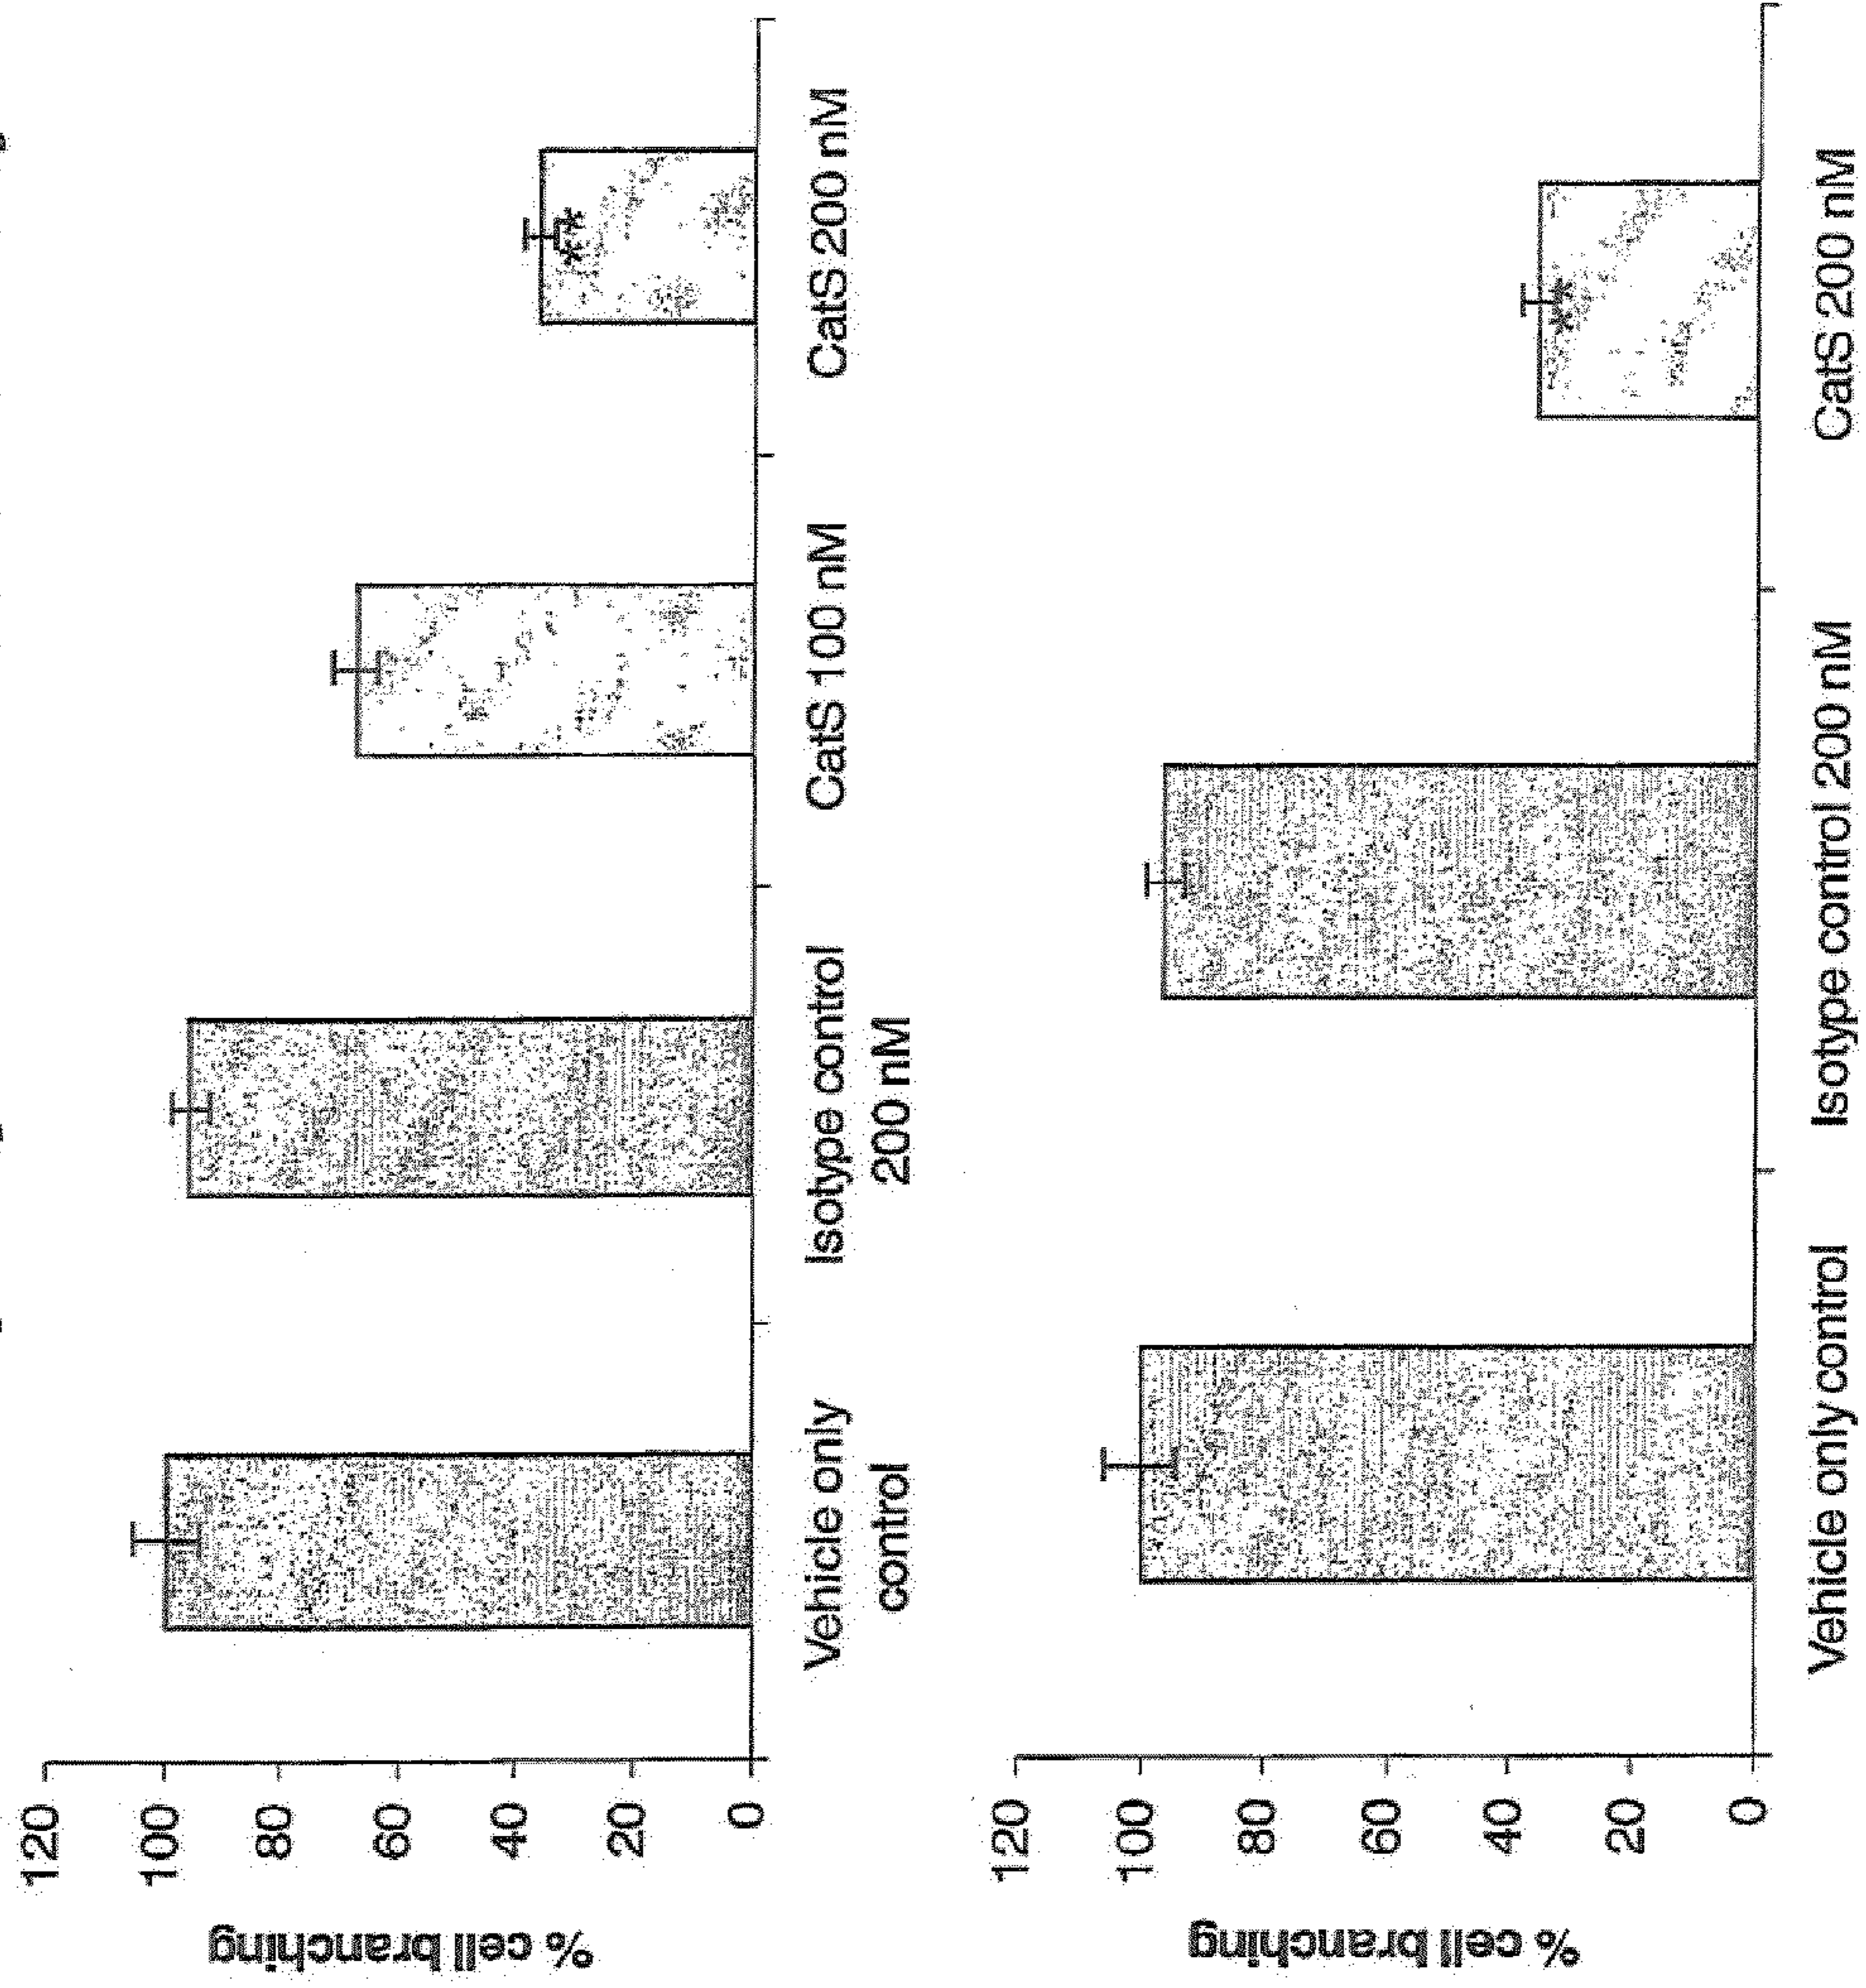 % cell branching
120
100
80
60
40
20
0
Vehicle only
control
Isotype control
200 nM
CatS 100 nM
CatS 200 nM
**
% cell branching
120
100
80
60
40
20
0
Vehicle only control
Isotype control 200 nM
CatS 200 nM